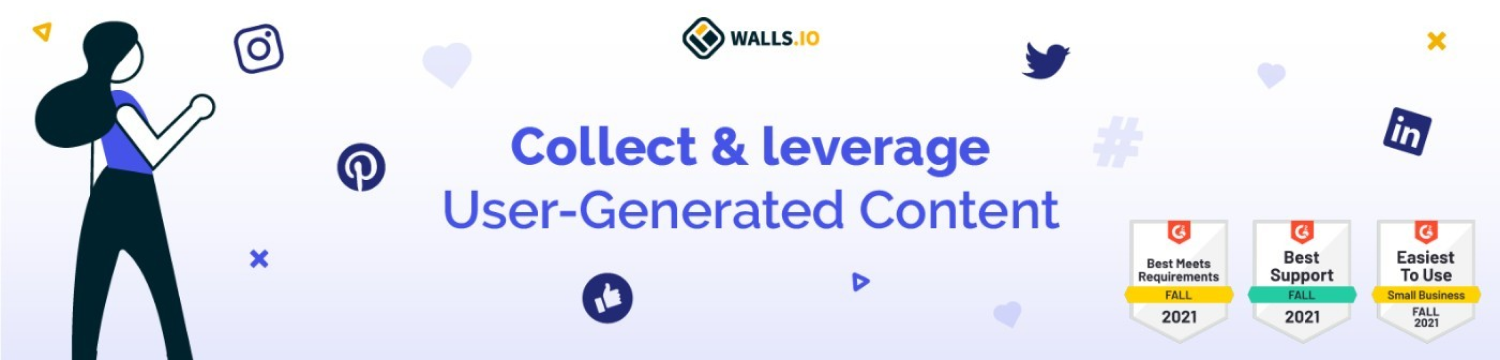 WALLS.IO
Collect & leverage
User-Generated Content
#
in
Best Meets
Requirements
FALL
2021
Best
Support
FALL
2021
Easiest
To Use
Small Business
FALL
2021